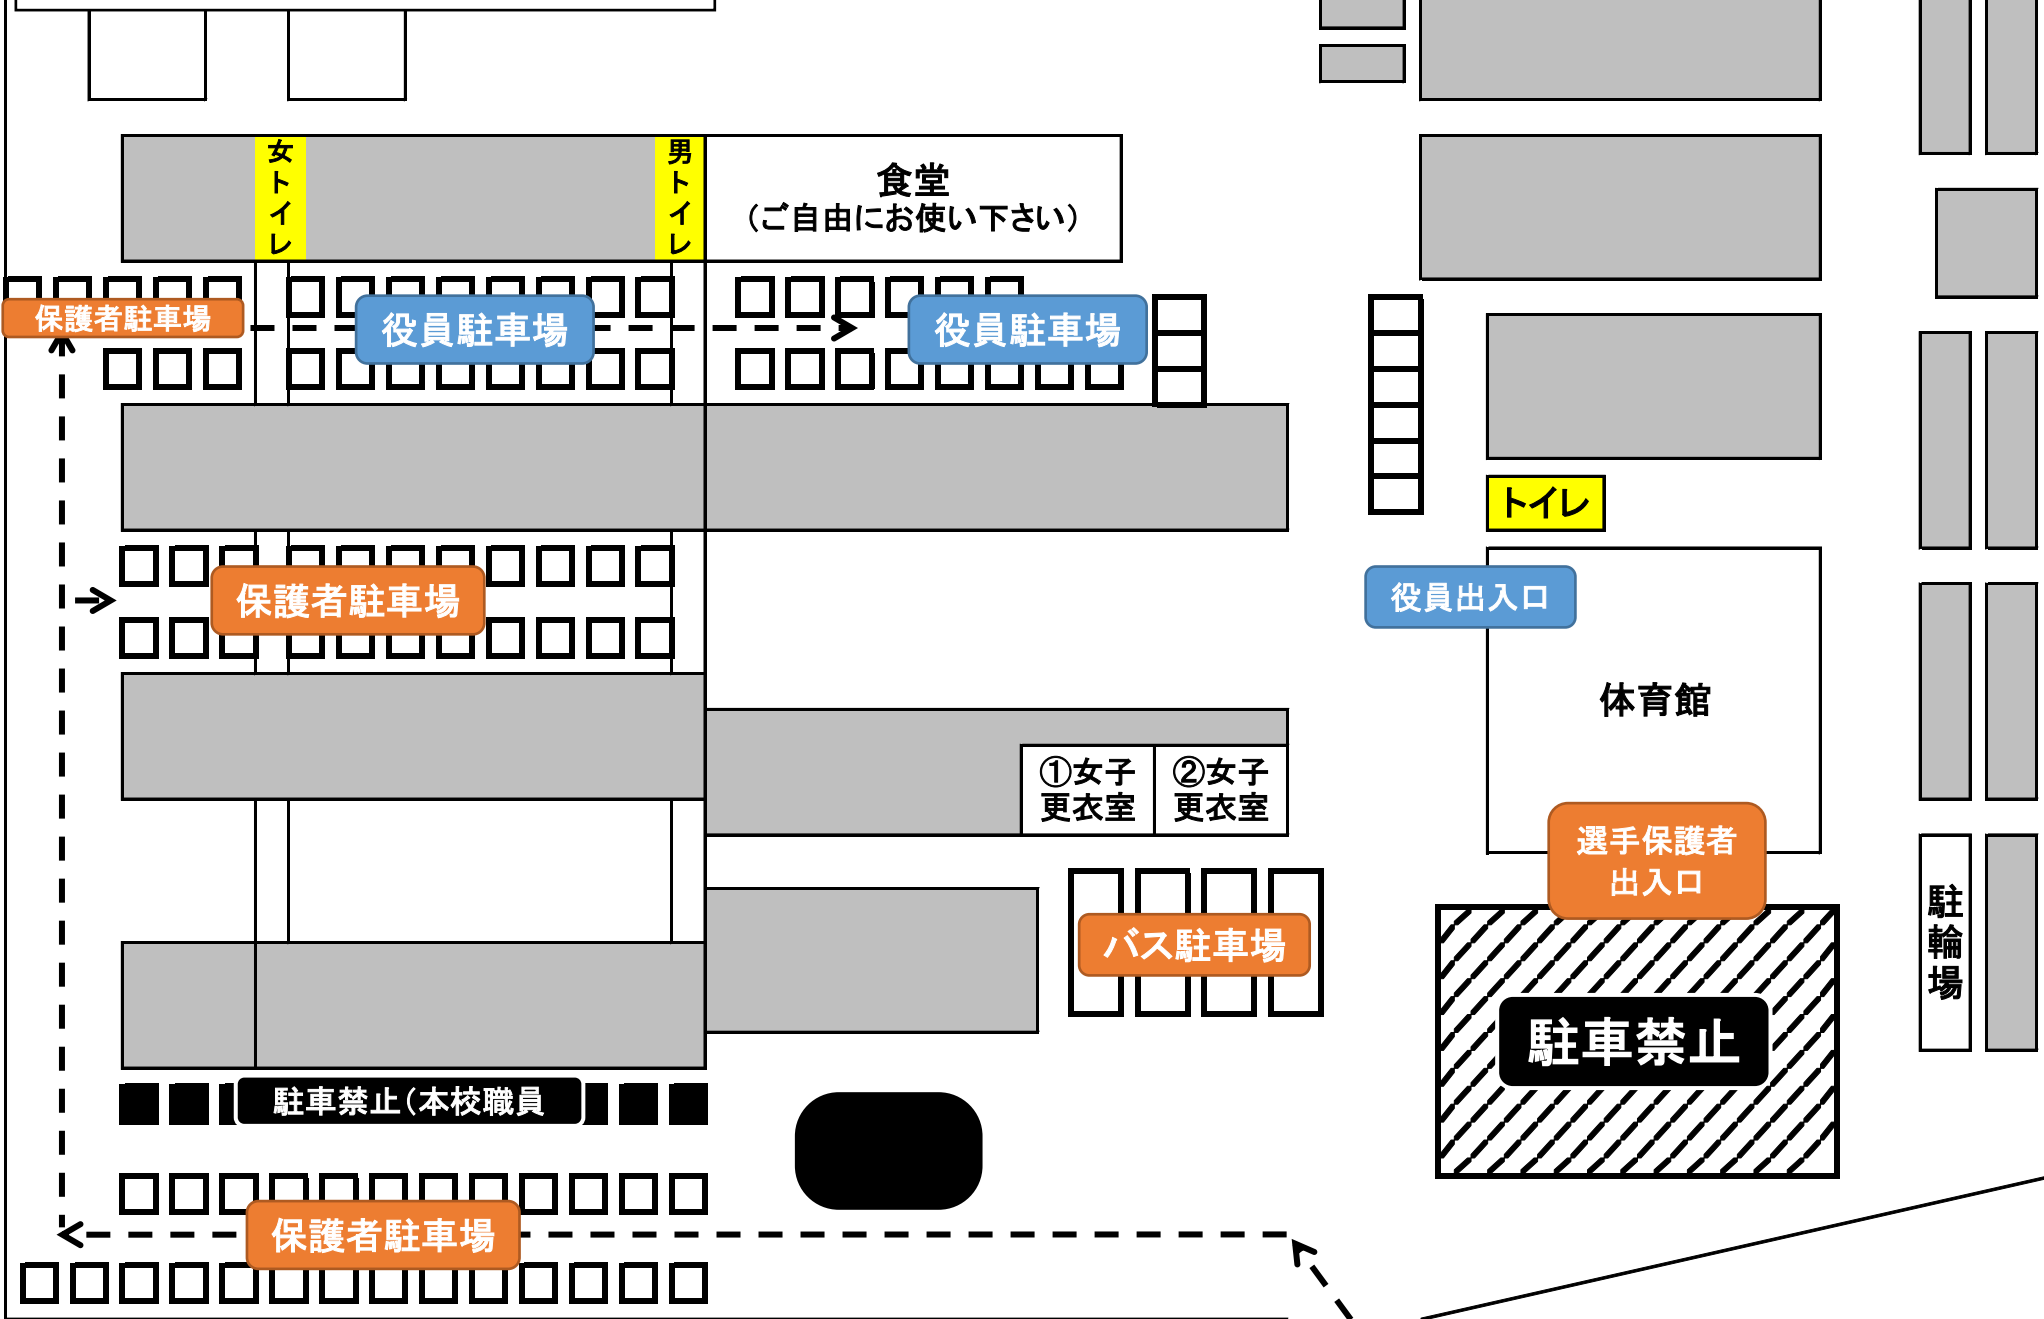 女トイレ
男トイレ
食堂
（ご自由にお使い下さい）
保護者駐車場
役員駐車場
役員駐車場
トイレ
保護者駐車場
役員出入口
体育館
①女子
更衣室
②女子
更衣室
選手保護者
出入口
バス駐車場
駐輪場
駐車禁止
駐車禁止（本校職員
保護者駐車場